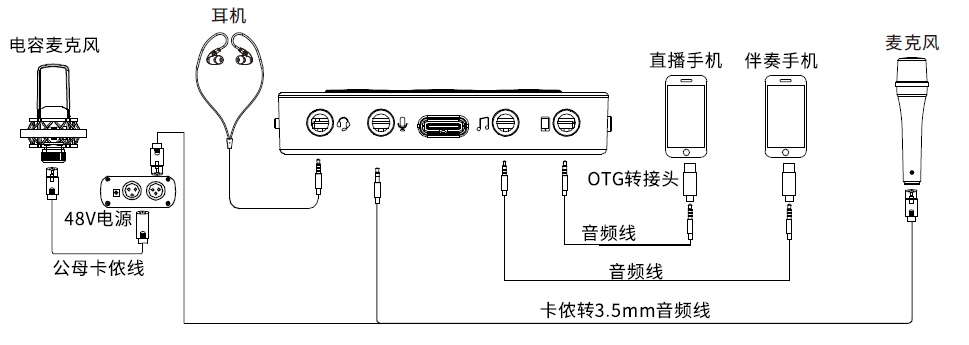 耳机
电容麦克风
麦克风
直播手机
伴奏手机
OTG转接头
48V电源
音频线
公母卡侬线
音频线
卡侬转3.5mm音频线